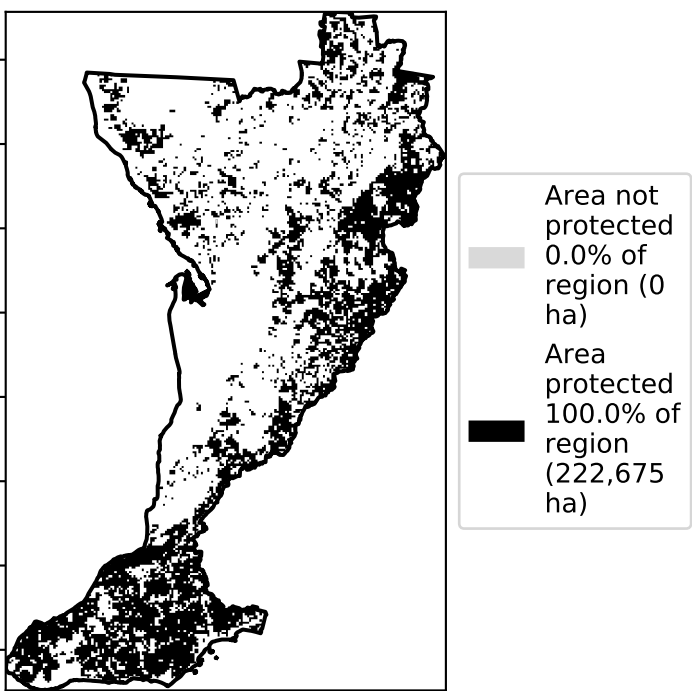 Area not
protected
0.0% of
region (0
ha)
Area
protected
100.0% of
region
(222,675
ha)